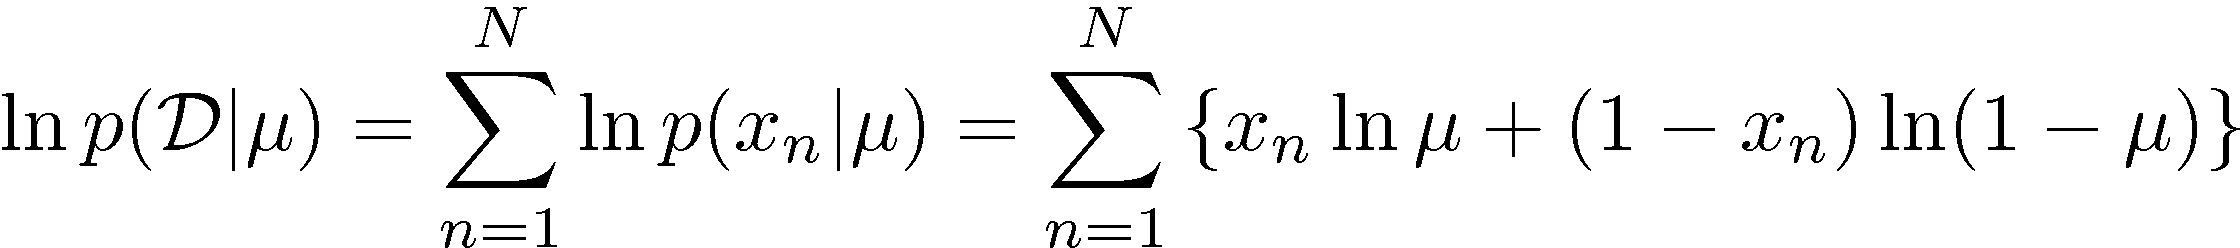 ln p(𝒟|μ) = ∑_{n=1}^{N} ln p(x_n|μ) = ∑_{n=1}^{N} {x_n ln μ + (1 − x_n) ln(1 − μ)}